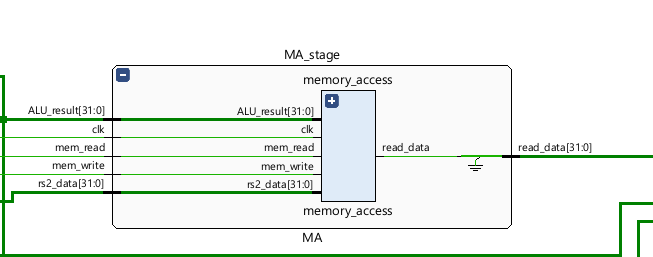 MA_stage
memory_access
ALU_result[31:0]
ALU_result[31:0]
clk
clk
mem_read
mem_read
read_data
read_data[31:0]
mem_write
mem_write
rs2_data[31:0]
rs2_data[31:0]
memory_access
MA